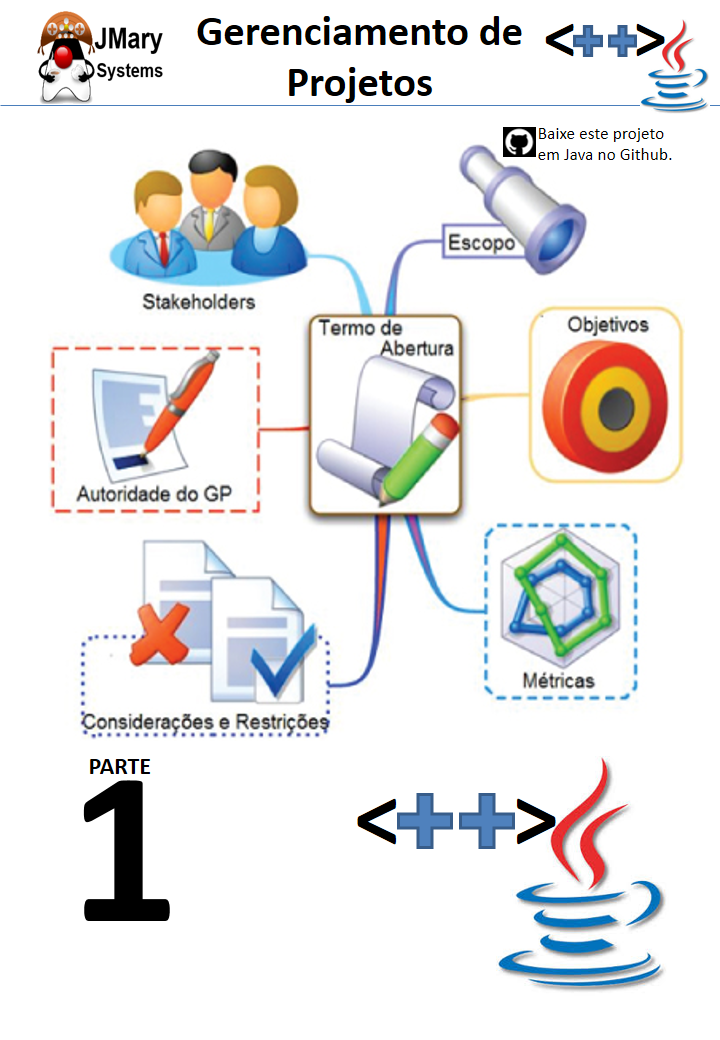 JMary
Systems
Gerenciamento de
Projetos
<++>
Baixe este projeto
em Java no Github.
Escopo
Stakeholders
Termo de
Abertura
Objetivos
Autoridade do GP
Métricas
Considerações e Restrições
PARTE
1
<++>